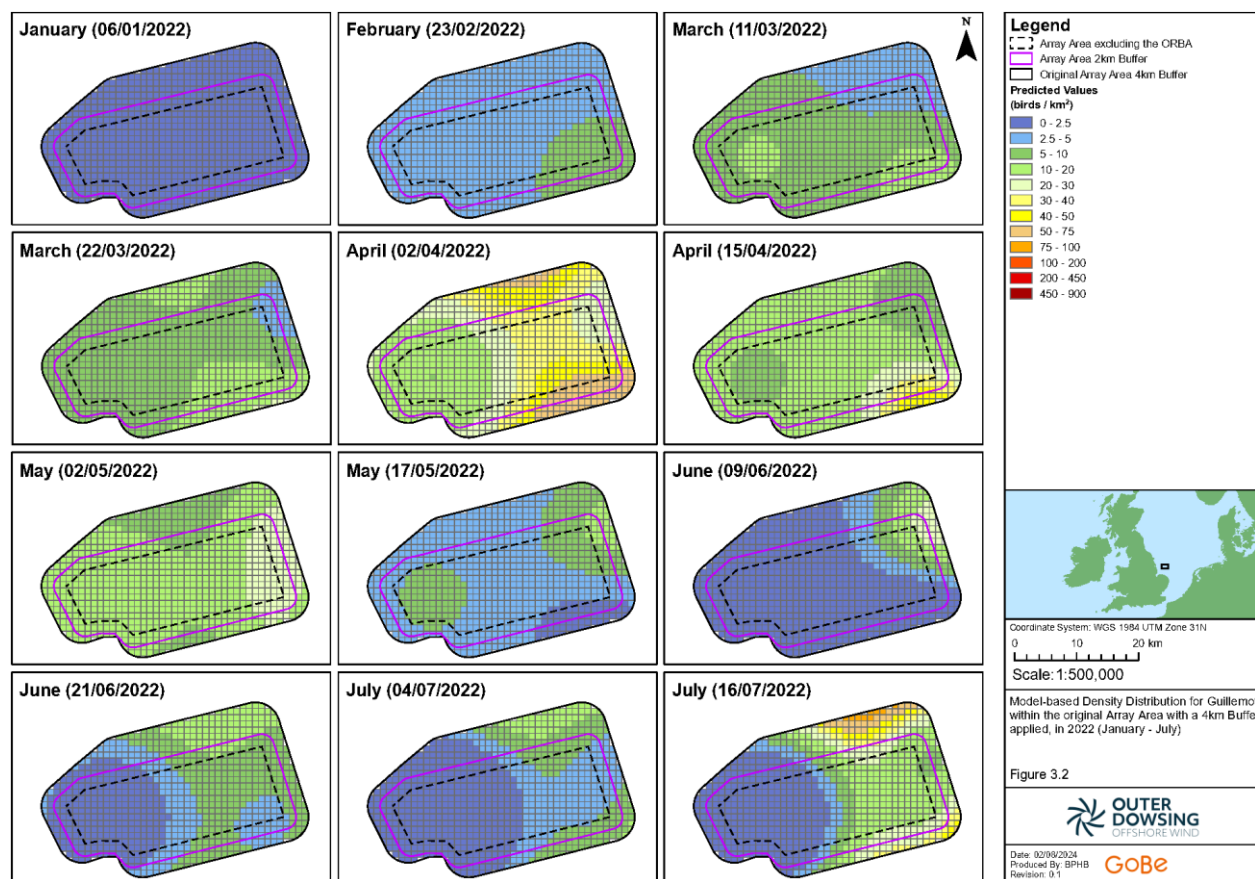 January (06/01/2022)
February (23/02/2022)
March (11/03/2022)
N
March (22/03/2022)
April (02/04/2022)
April (15/04/2022)
May (02/05/2022)
May (17/05/2022)
June (09/06/2022)
June (21/06/2022)
July (04/07/2022)
July (16/07/2022)
Legend
Array Area excluding the ORBA
Array Area 2km Buffer
Original Array Area 4km Buffer
Predicted Values
(birds / km²)
0 - 2.5
2.5 - 5
5 - 10
10 - 20
20 - 30
30 - 40
40 - 50
50 - 75
75 - 100
100 - 200
200 - 450
450 - 900
Coordinate System: WGS 1984 UTM Zone 31N
0 10 20 km
Scale: 1:500,000
Model-based Density Distribution for Guillemot
within the original Array Area with a 4km Buffer
applied, in 2022 (January - July)
Figure 3.2
OUTER
DOWSING
OFFSHORE WIND
Date: 02/08/2024
Produced By: BPHB
Revision: 0.1
GoBe